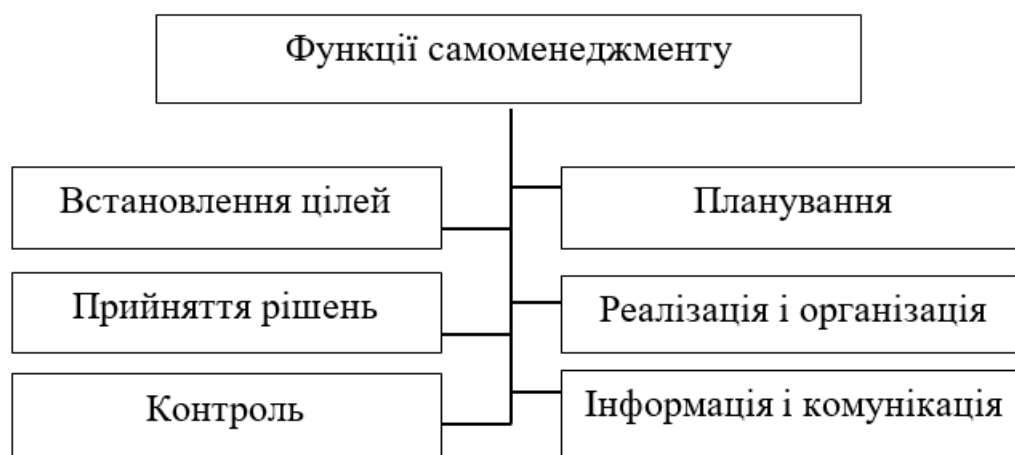 Функції самоменеджменту
Встановлення цілей
Планування
Прийняття рішень
Реалізація і організація
Контроль
Інформація і комунікація